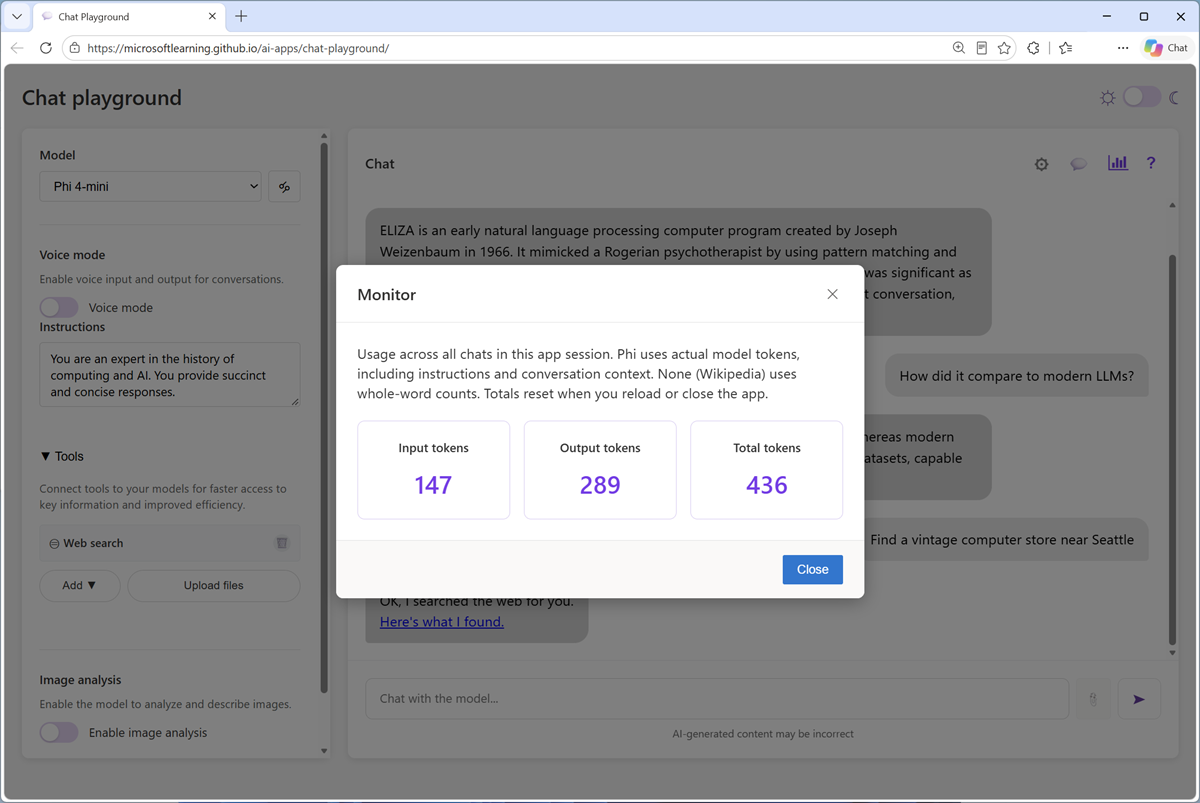 Chat Playground
https://microsoftlearning.github.io/ai-apps/chat-playground/
Chat
Chat playground
Model
Phi 4-mini
Voice mode
Enable voice input and output for conversations.
Voice mode
Instructions
You are an expert in the history of
computing and AI. You provide succinct
and concise responses.
▼ Tools
Connect tools to your models for faster access to
key information and improved efficiency.
Web search
Add ▼
Upload files
Image analysis
Enable the model to analyze and describe images.
Enable image analysis
Chat
?
ELIZA is an early natural language processing computer program created by Joseph
Weizenbaum in 1966. It mimicked a Rogerian psychotherapist by using pattern matching and
was significant as
conversation,
How did it compare to modern LLMs?
modern
capable
Find a vintage computer store near Seattle
OK, I searched the web for you.
Here's what I found.
Chat with the model...
AI-generated content may be incorrect
Monitor
Usage across all chats in this app session. Phi uses actual model tokens,
including instructions and conversation context. None (Wikipedia) uses
whole-word counts. Totals reset when you reload or close the app.
Input tokens
147
Output tokens
289
Total tokens
436
Close